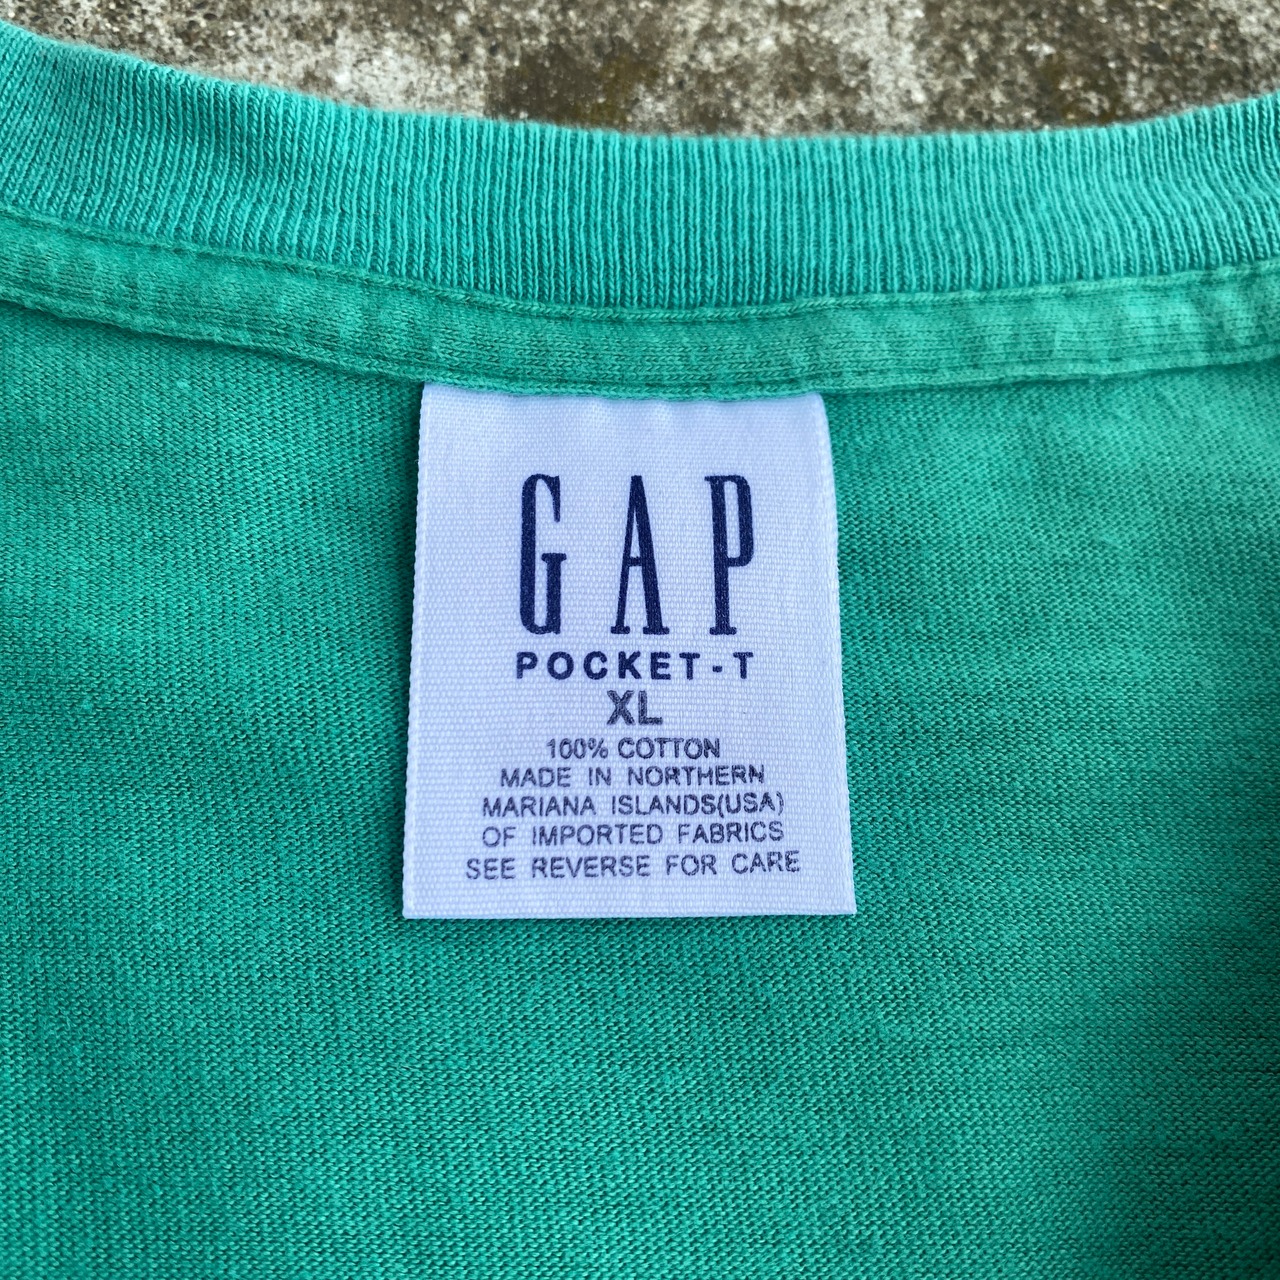 GAP
POCKET-T
XL
100% COTTON
MADE IN NORTHERN
MARIANA ISLANDS(USA)
OF IMPORTED FABRICS
SEE REVERSE FOR CARE